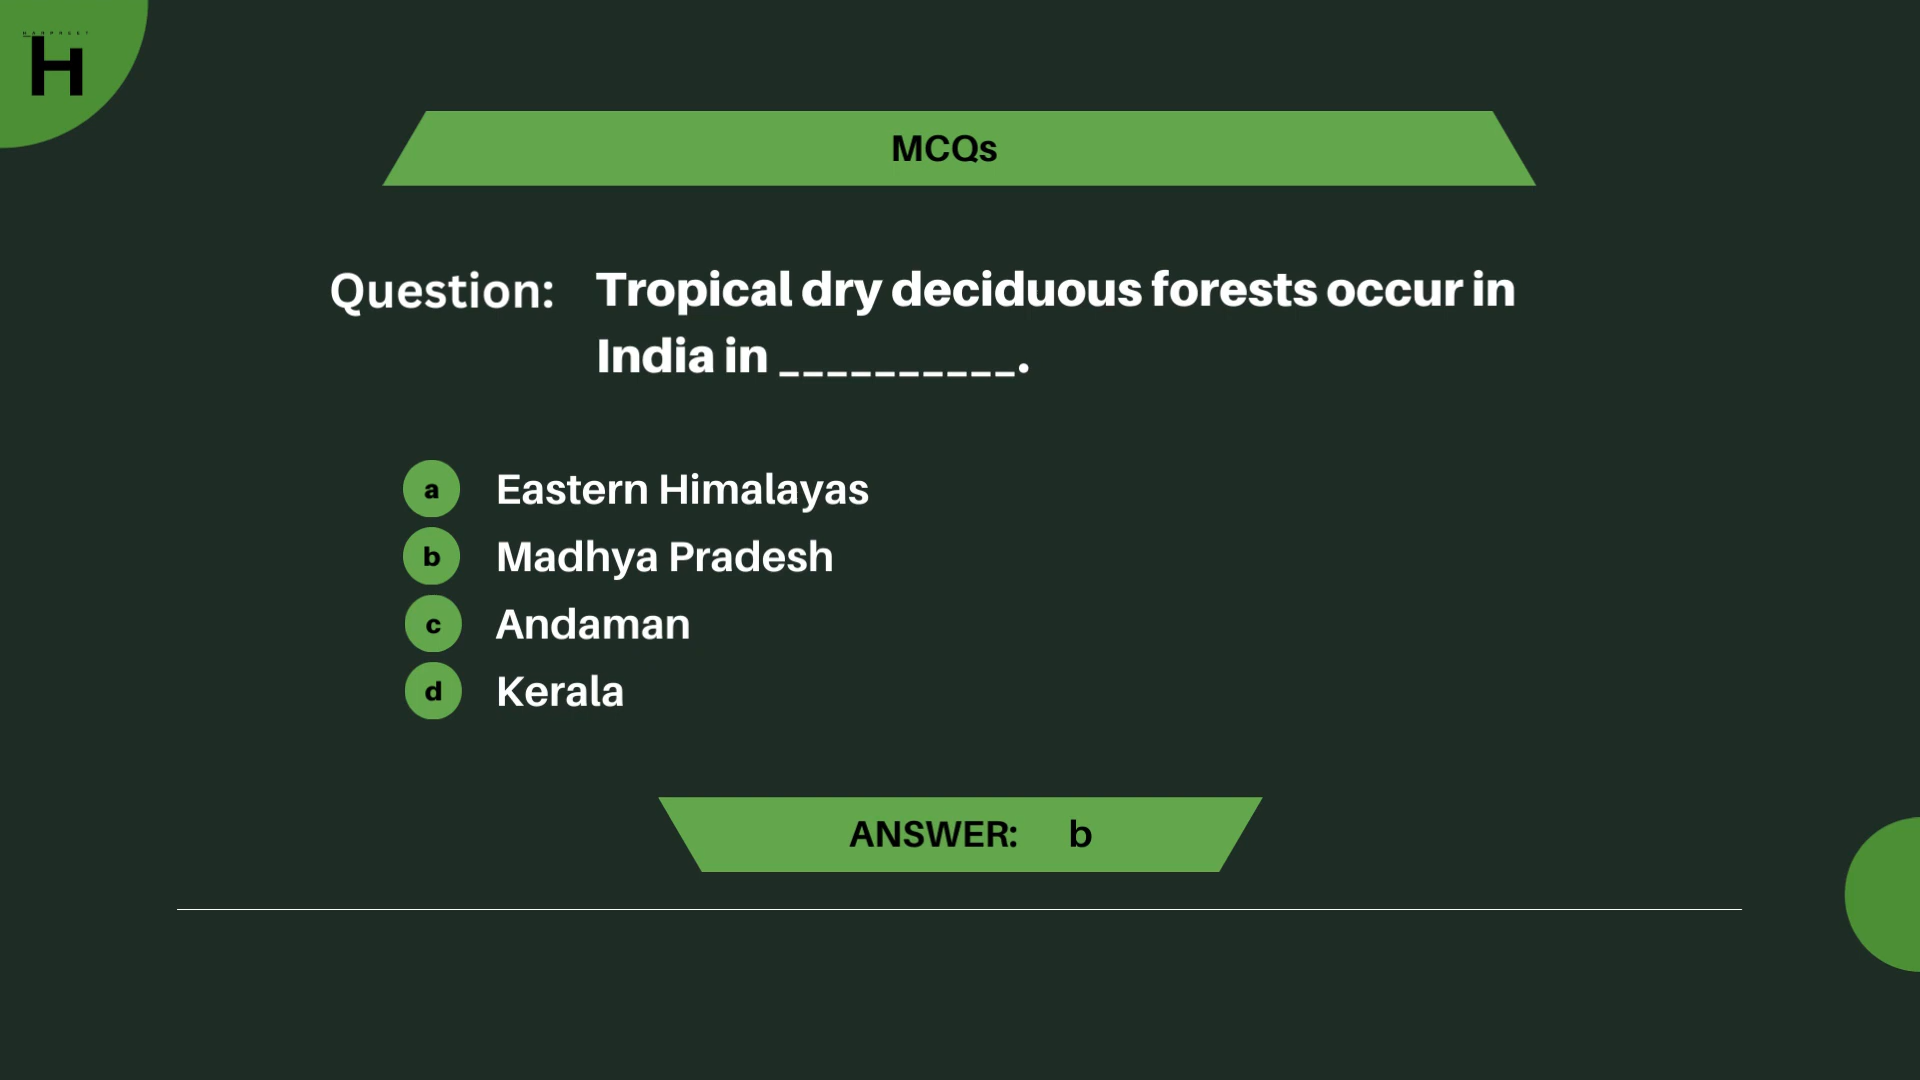 H
MCQs
Question: Tropical dry deciduous forests occur in
India in __________.
a Eastern Himalayas
b Madhya Pradesh
c Andaman
d Kerala
ANSWER: b